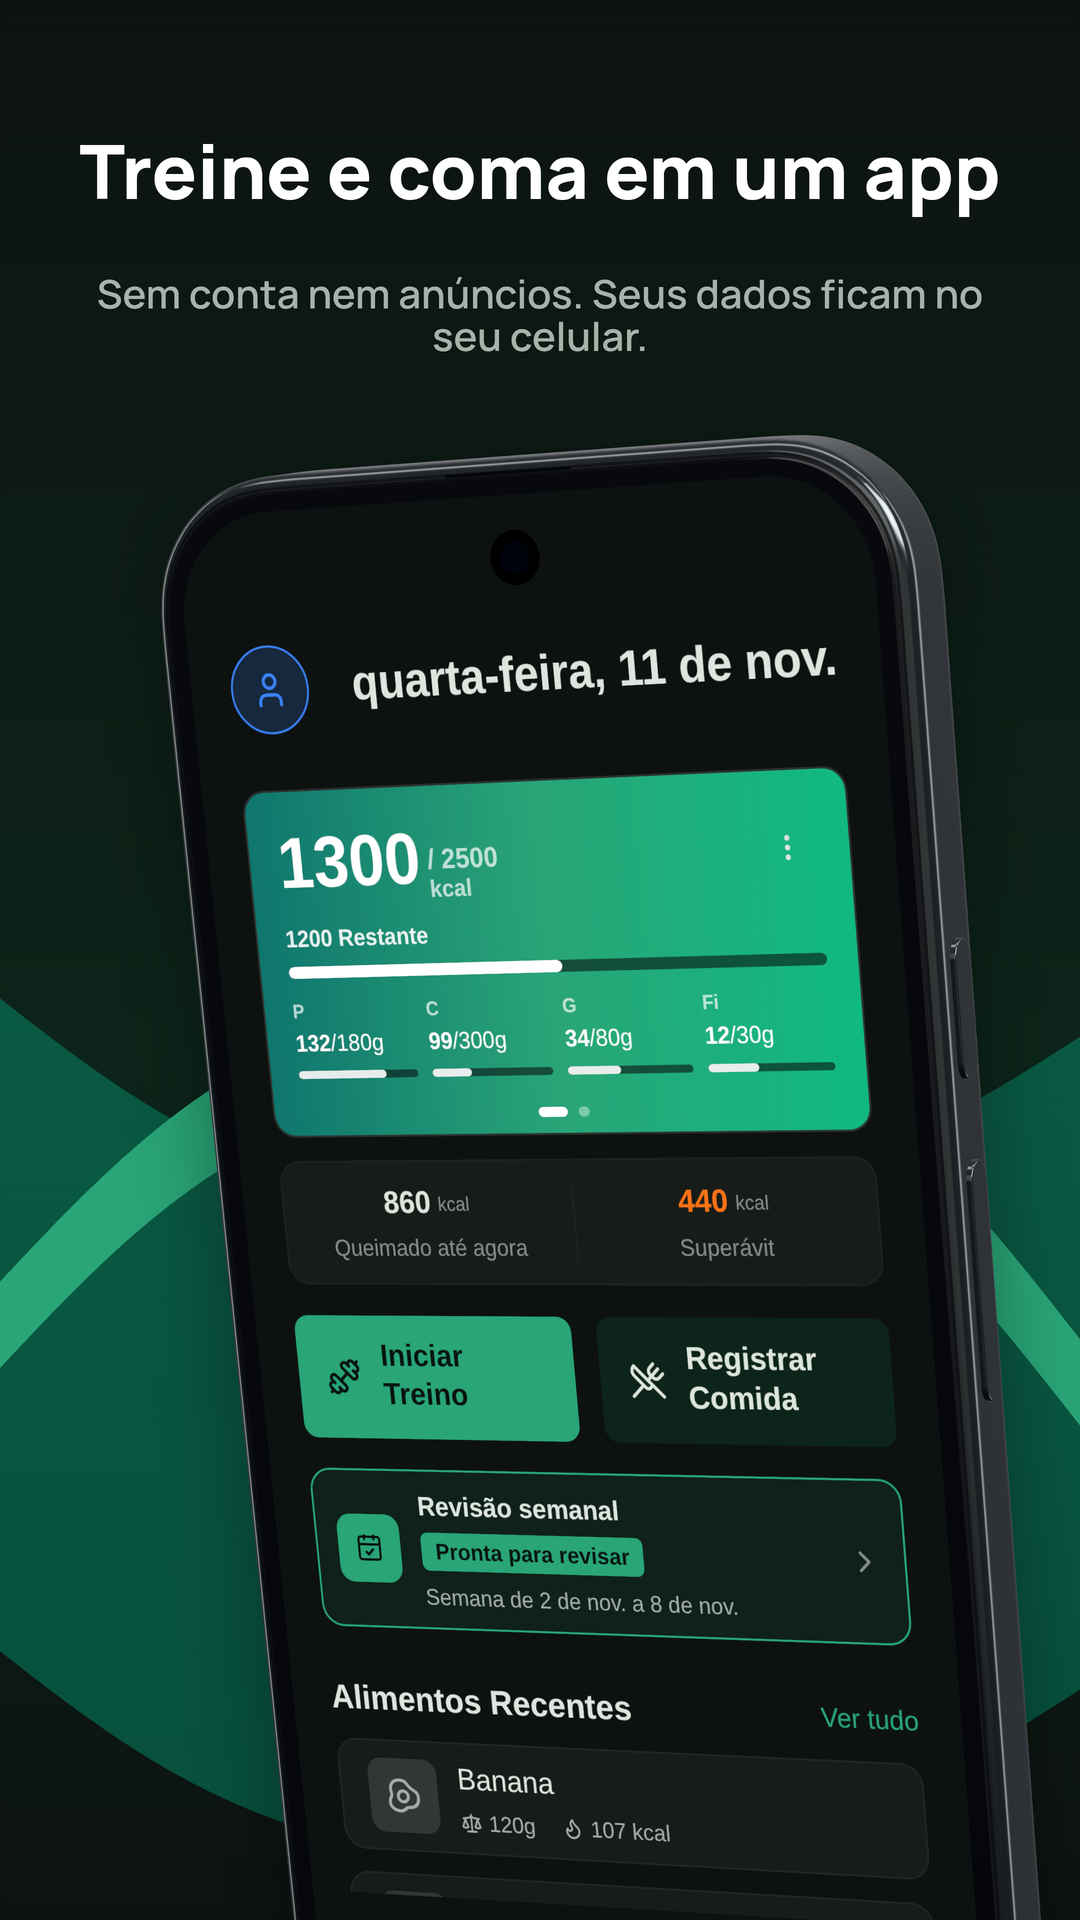 Treine e coma em um app
Sem conta nem anúncios. Seus dados ficam no
seu celular.
quarta-feira, 11 de nov.
1300 / 2500
kcal
1200 Restante
P C G Fi
132/180g 99/300g 34/80g 12/30g
860 kcal 440 kcal
Queimado até agora Superávit
Iniciar
Treino
Registrar
Comida
Revisão semanal
Pronta para revisar
Semana de 2 de nov. a 8 de nov.
Alimentos Recentes Ver tudo
Banana
120g 107 kcal